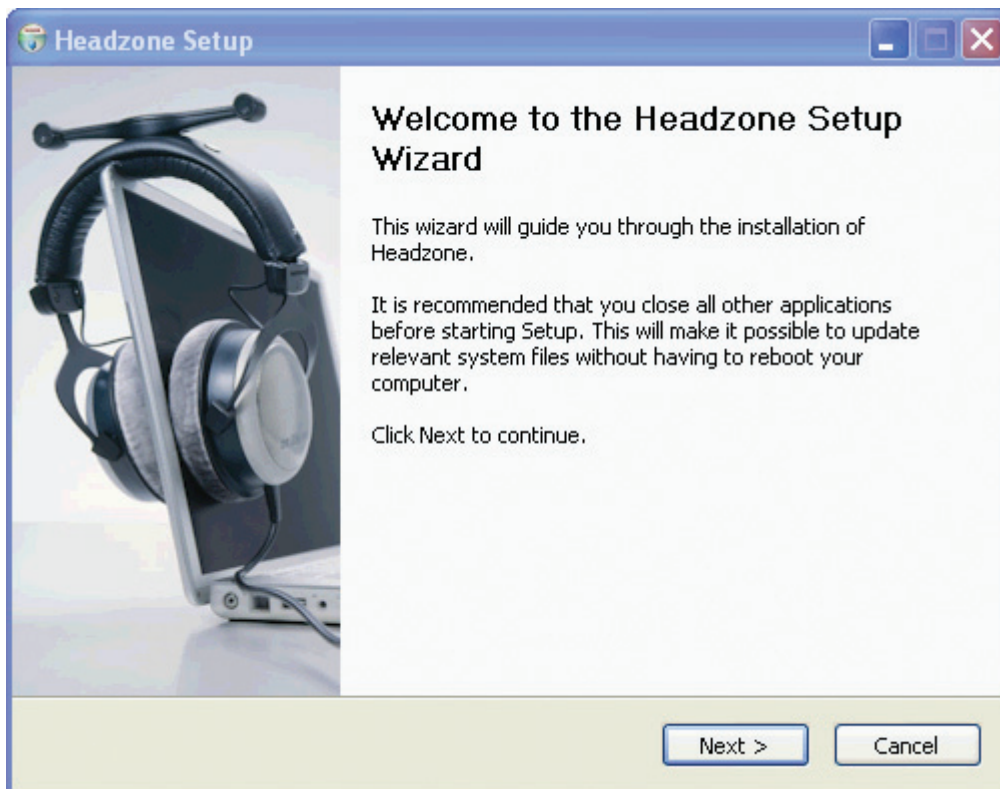 Headzone Setup
Welcome to the Headzone Setup
Wizard
This wizard will guide you through the installation of
Headzone.
It is recommended that you close all other applications
before starting Setup. This will make it possible to update
relevant system files without having to reboot your
computer.
Click Next to continue.
Next >
Cancel